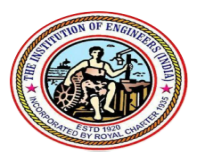 THE INSTITUTION OF ENGINEERS (INDIA)
ESTD 1920
INCORPORATED BY ROYAL CHARTER 1935